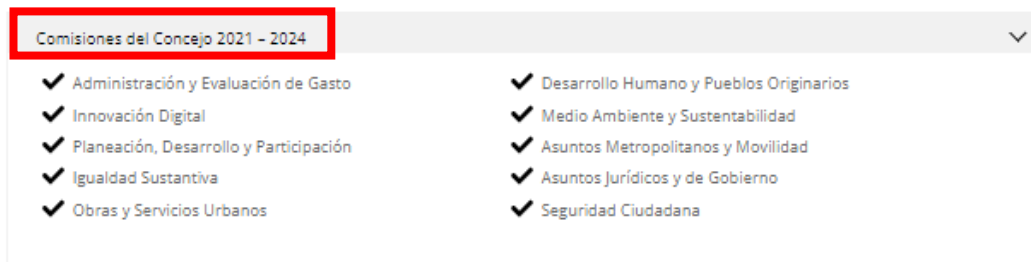 Comisiones del Concejo 2021 – 2024
Administración y Evaluación de Gasto
Innovación Digital
Planeación, Desarrollo y Participación
Igualdad Sustantiva
Obras y Servicios Urbanos
Desarrollo Humano y Pueblos Originarios
Medio Ambiente y Sustentabilidad
Asuntos Metropolitanos y Movilidad
Asuntos Jurídicos y de Gobierno
Seguridad Ciudadana